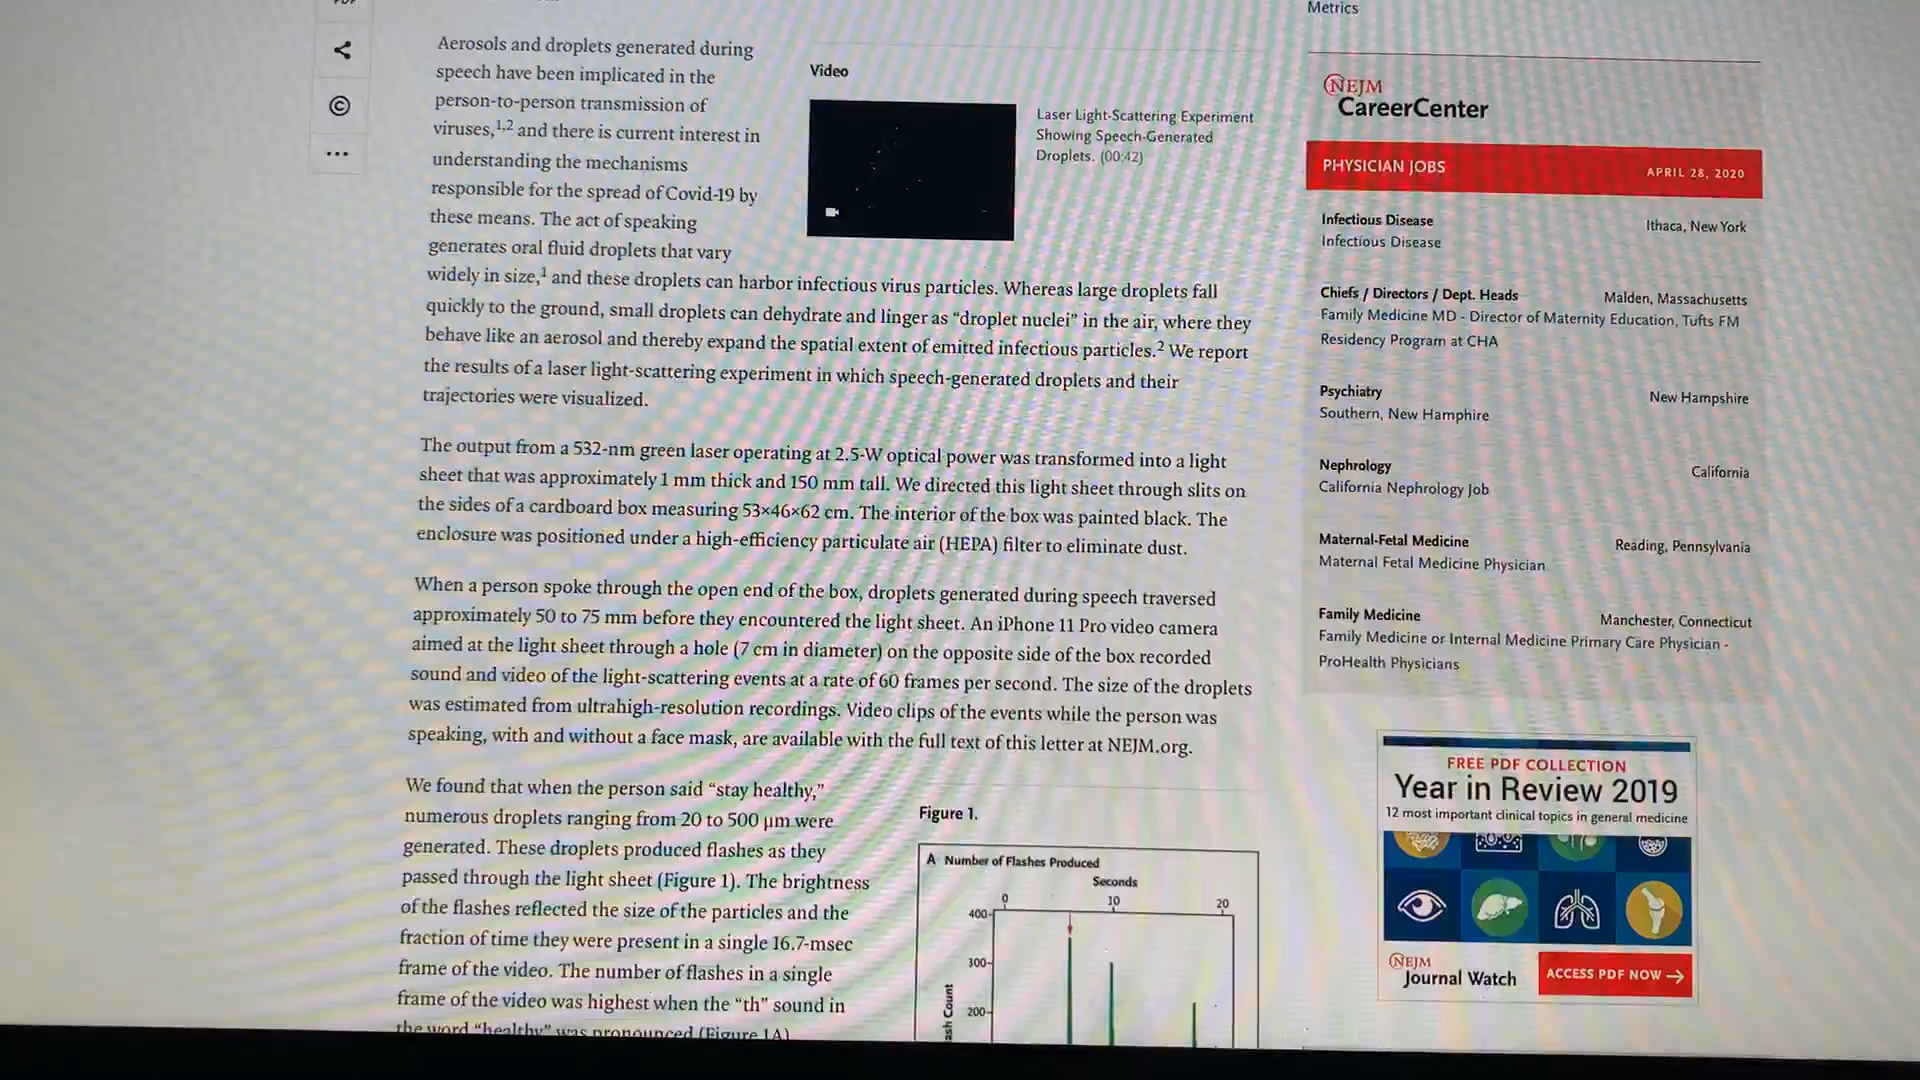 Metrics
Aerosols and droplets generated during
speech have been implicated in the
person-to-person transmission of
viruses,1,2 and there is current interest in
understanding the mechanisms
responsible for the spread of Covid-19 by
these means. The act of speaking
generates oral fluid droplets that vary
widely in size,1 and these droplets can harbor infectious virus particles. Whereas large droplets fall
quickly to the ground, small droplets can dehydrate and linger as “droplet nuclei” in the air, where they
behave like an aerosol and thereby expand the spatial extent of emitted infectious particles.2 We report
the results of a laser light-scattering experiment in which speech-generated droplets and their
trajectories were visualized.
Video
Laser Light-Scattering Experiment
Showing Speech-Generated
Droplets. (00:42)
The output from a 532-nm green laser operating at 2.5-W optical power was transformed into a light
sheet that was approximately 1 mm thick and 150 mm tall. We directed this light sheet through slits on
the sides of a cardboard box measuring 53×46×62 cm. The interior of the box was painted black. The
enclosure was positioned under a high-efficiency particulate air (HEPA) filter to eliminate dust.
When a person spoke through the open end of the box, droplets generated during speech traversed
approximately 50 to 75 mm before they encountered the light sheet. An iPhone 11 Pro video camera
aimed at the light sheet through a hole (7 cm in diameter) on the opposite side of the box recorded
sound and video of the light-scattering events at a rate of 60 frames per second. The size of the droplets
was estimated from ultrahigh-resolution recordings. Video clips of the events while the person was
speaking, with and without a face mask, are available with the full text of this letter at NEJM.org.
We found that when the person said “stay healthy,”
numerous droplets ranging from 20 to 500 μm were
generated. These droplets produced flashes as they
passed through the light sheet (Figure 1). The brightness
of the flashes reflected the size of the particles and the
fraction of time they were present in a single 16.7-msec
frame of the video. The number of flashes in a single
frame of the video was highest when the “th” sound in
the word “healthy” was pronounced (Figure 1A)
Figure 1.
A Number of Flashes Produced
Seconds
0 10 20
400
300
200
Count
NEJM
CareerCenter
PHYSICIAN JOBS APRIL 28, 2020
Infectious Disease Ithaca, New York
Infectious Disease
Chiefs / Directors / Dept. Heads Malden, Massachusetts
Family Medicine MD - Director of Maternity Education, Tufts FM
Residency Program at CHA
Psychiatry New Hampshire
Southern, New Hamphire
Nephrology California
California Nephrology Job
Maternal-Fetal Medicine Reading, Pennsylvania
Maternal Fetal Medicine Physician
Family Medicine Manchester, Connecticut
Family Medicine or Internal Medicine Primary Care Physician -
ProHealth Physicians
FREE PDF COLLECTION
Year in Review 2019
12 most important clinical topics in general medicine
NEJM
Journal Watch
ACCESS PDF NOW